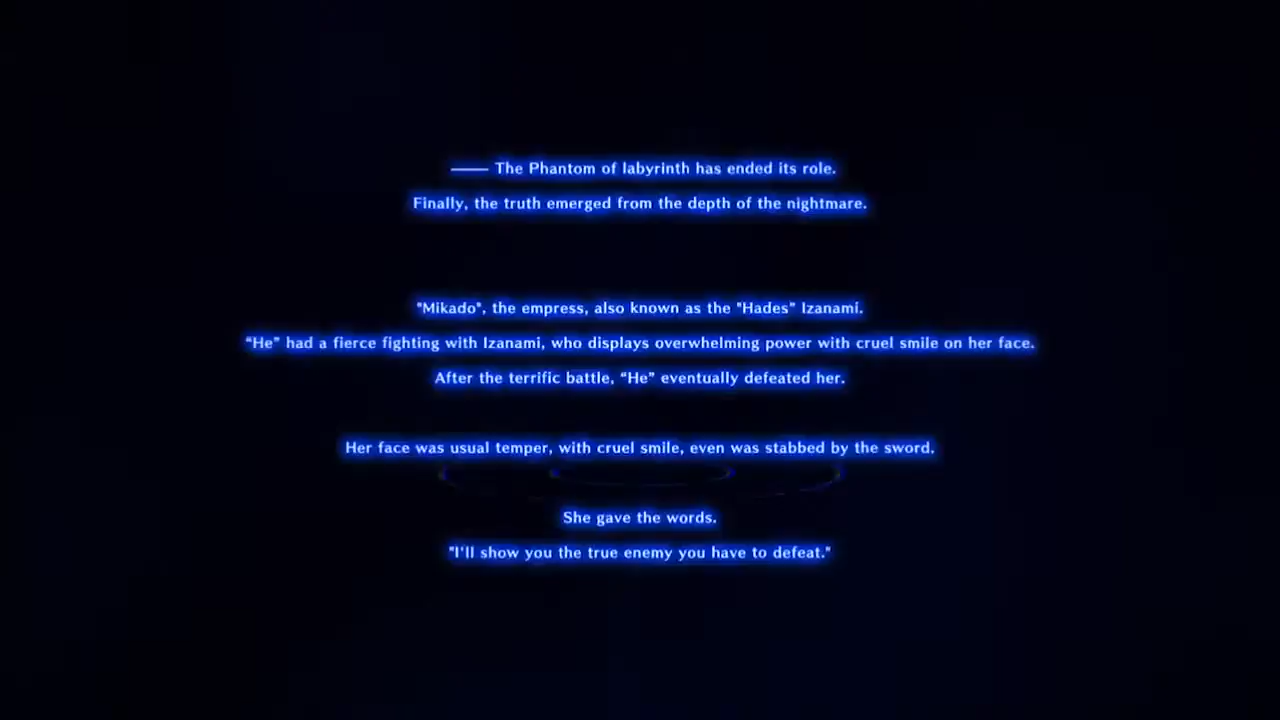 —— The Phantom of labyrinth has ended its role.
Finally, the truth emerged from the depth of the nightmare.
"Mikado", the empress, also known as the "Hades" Izanami.
“He” had a fierce fighting with Izanami, who displays overwhelming power with cruel smile on her face.
After the terrific battle, “He” eventually defeated her.
Her face was usual temper, with cruel smile, even was stabbed by the sword.
She gave the words.
"I'll show you the true enemy you have to defeat."